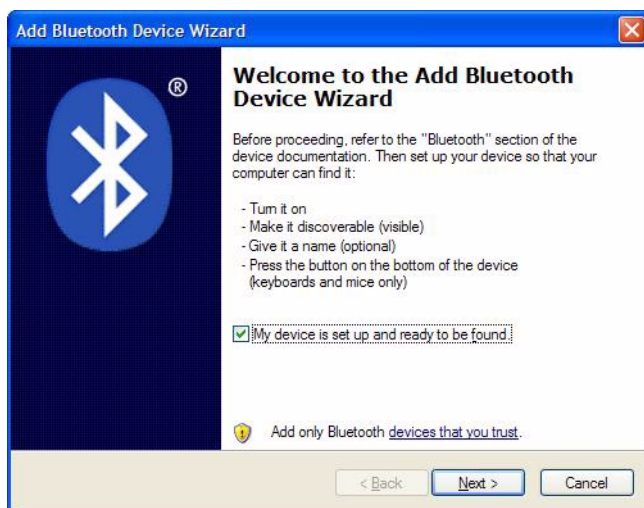 Add Bluetooth Device Wizard
®
Welcome to the Add Bluetooth
Device Wizard
Before proceeding, refer to the "Bluetooth" section of the
device documentation. Then set up your device so that your
computer can find it:
- Turn it on
- Make it discoverable (visible)
- Give it a name (optional)
- Press the button on the bottom of the device
(keyboards and mice only)
My device is set up and ready to be found.
Add only Bluetooth devices that you trust.
< Back
Next >
Cancel